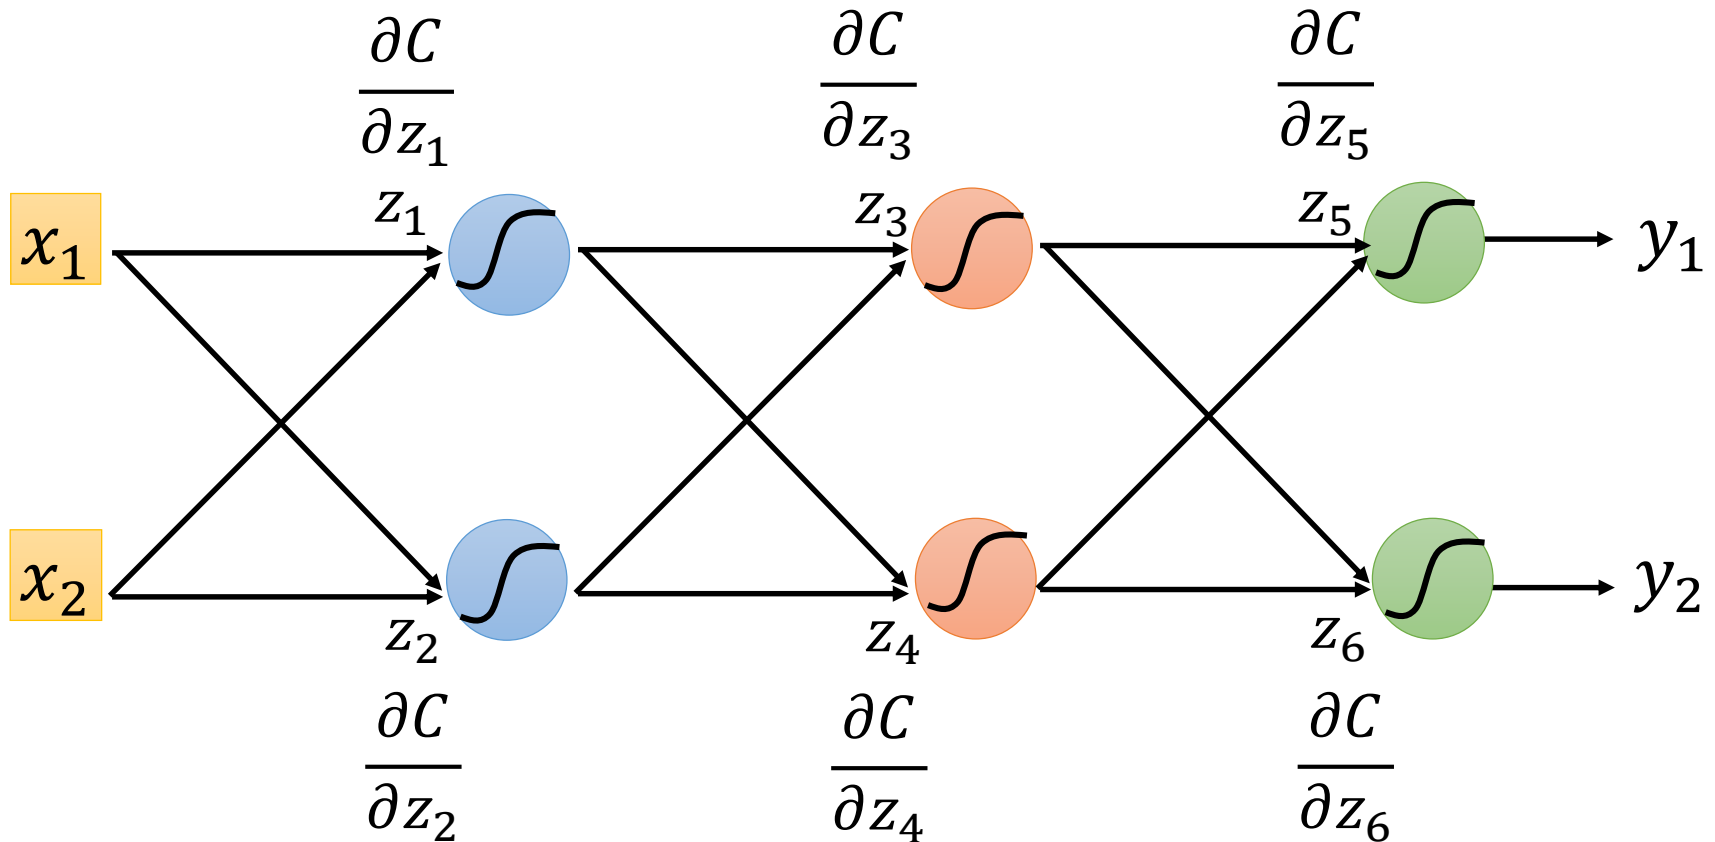 ∂C/∂z₁
∂C/∂z₃
∂C/∂z₅
z₁
z₃
z₅
x₁
y₁
x₂
y₂
z₂
z₄
z₆
∂C/∂z₂
∂C/∂z₄
∂C/∂z₆